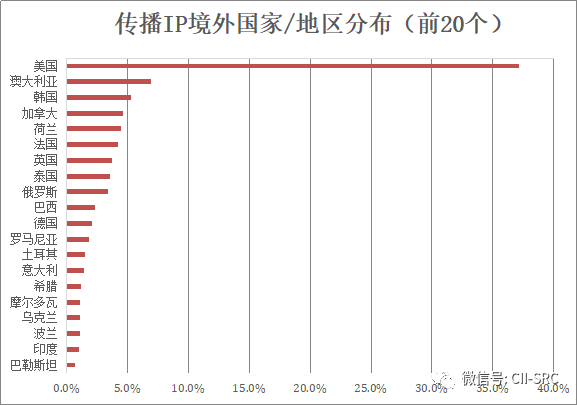 传播IP境外国家/地区分布（前20个）
美国
澳大利亚
韩国
加拿大
荷兰
法国
英国
泰国
俄罗斯
巴西
德国
罗马尼亚
土耳其
意大利
希腊
摩尔多瓦
乌克兰
波兰
印度
巴勒斯坦
0.0% 5.0% 10.0% 15.0% 20.0% 25.0% 30.0% 35.0% 40.0%
微信号: CII-SRC